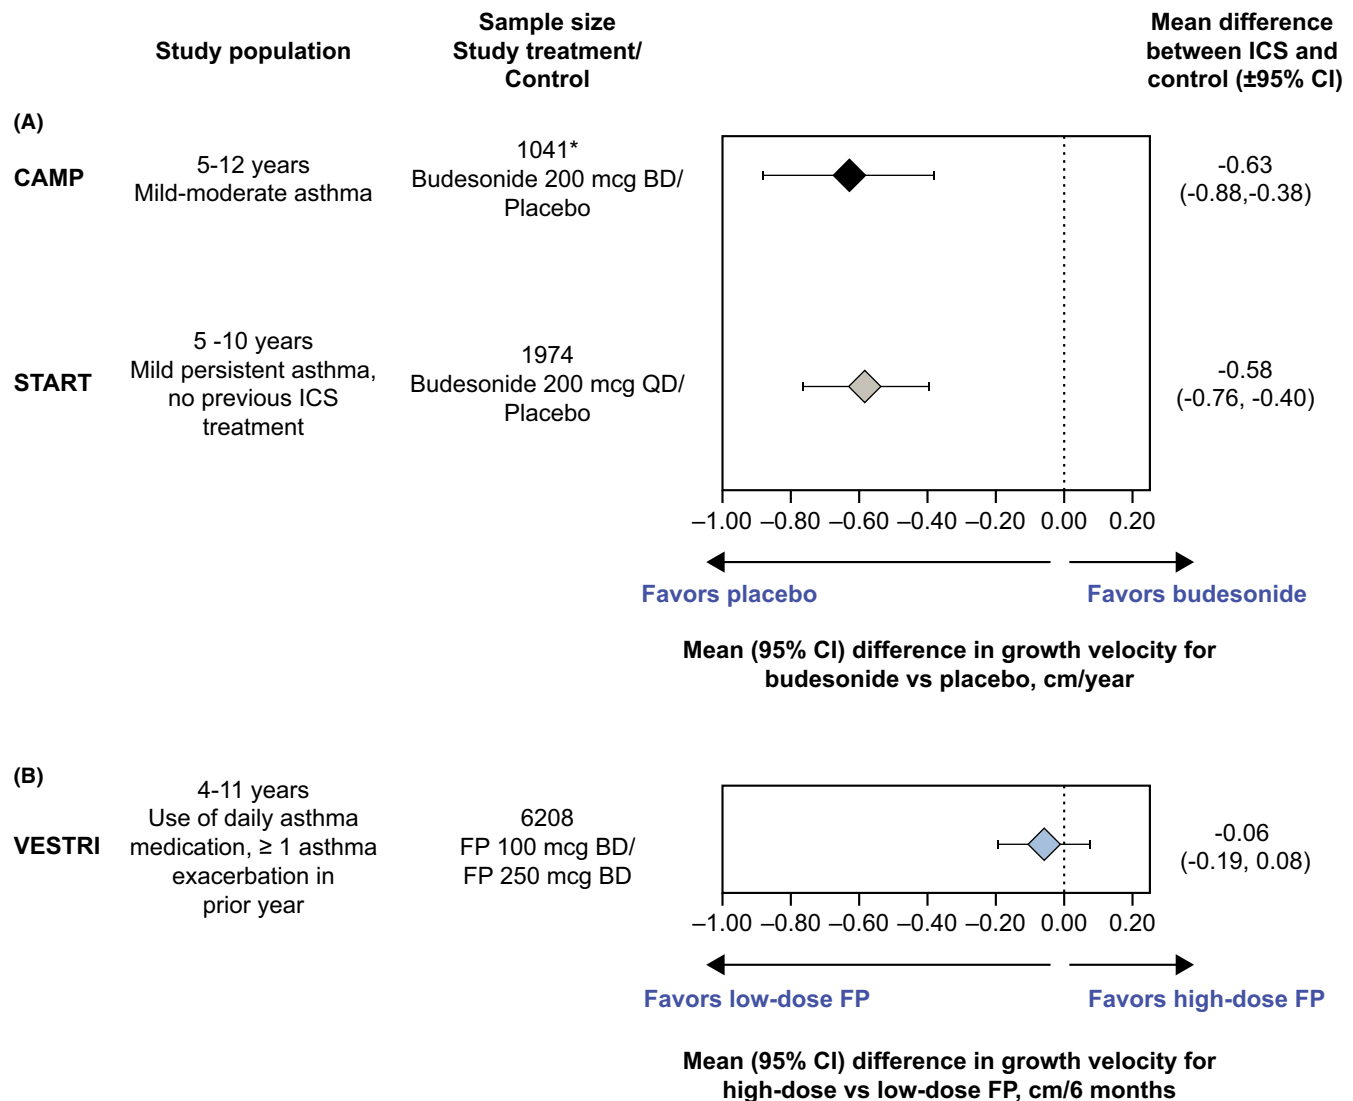 Study population
Sample size
Study treatment/
Control
Mean difference
between ICS and
control (±95% CI)
(A)
CAMP
5-12 years
Mild-moderate asthma
1041*
Budesonide 200 mcg BD/
Placebo
-0.63
(-0.88,-0.38)
START
5 -10 years
Mild persistent asthma,
no previous ICS
treatment
1974
Budesonide 200 mcg QD/
Placebo
-0.58
(-0.76, -0.40)
–1.00 –0.80 –0.60 –0.40 –0.20 0.00 0.20
Favors placebo
Favors budesonide
Mean (95% CI) difference in growth velocity for
budesonide vs placebo, cm/year
(B)
VESTRI
4-11 years
Use of daily asthma
medication, ≥ 1 asthma
exacerbation in
prior year
6208
FP 100 mcg BD/
FP 250 mcg BD
-0.06
(-0.19, 0.08)
–1.00 –0.80 –0.60 –0.40 –0.20 0.00 0.20
Favors low-dose FP
Favors high-dose FP
Mean (95% CI) difference in growth velocity for
high-dose vs low-dose FP, cm/6 months